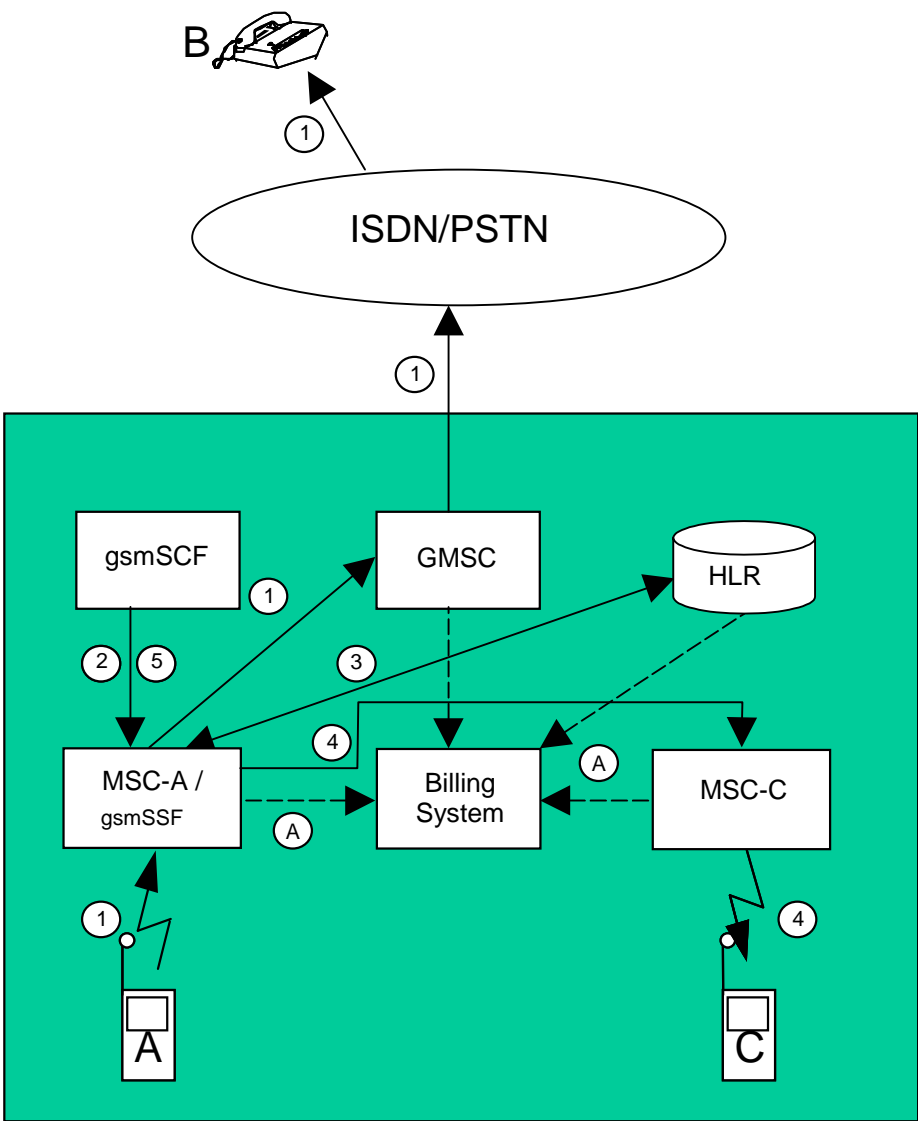 B
1
ISDN/PSTN
1
gsmSCF
GMSC
HLR
1
2
5
3
4
MSC-A /
gsmSSF
Billing
System
A
MSC-C
A
1
4
A
C